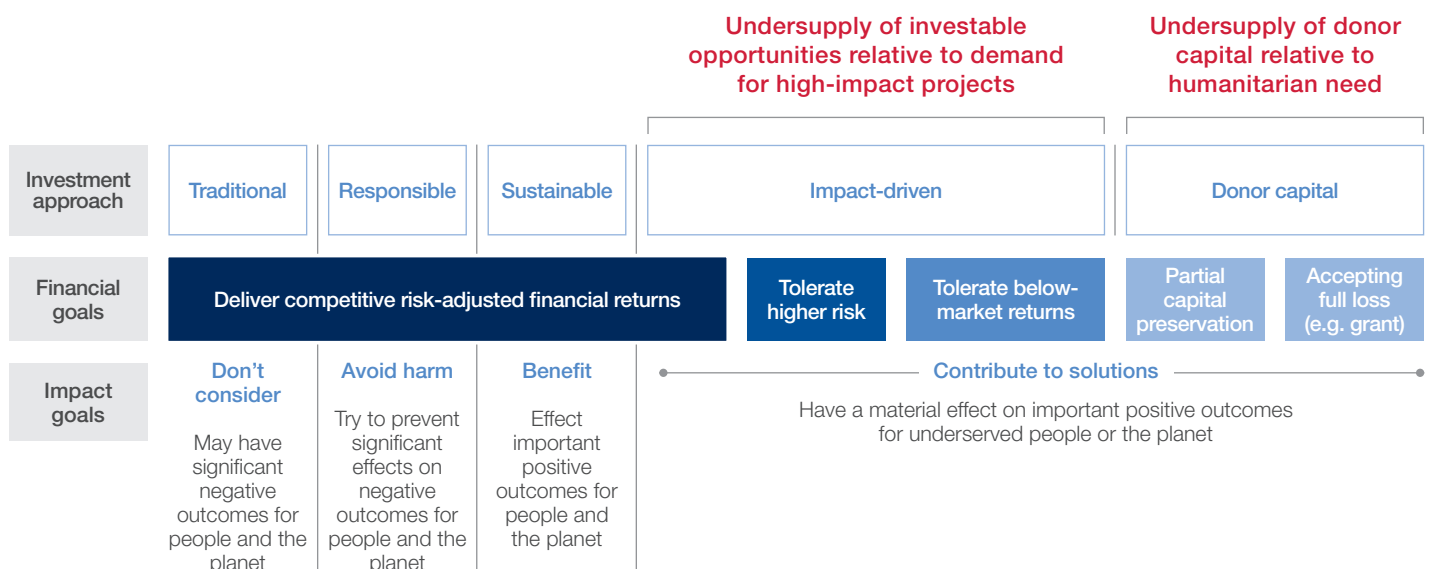 Undersupply of investable
opportunities relative to demand
for high-impact projects
Undersupply of donor
capital relative to
humanitarian need
Investment
approach
Traditional
Responsible
Sustainable
Impact-driven
Donor capital
Financial
goals
Deliver competitive risk-adjusted financial returns
Tolerate
higher risk
Tolerate below-
market returns
Partial
capital
preservation
Accepting
full loss
(e.g. grant)
Impact
goals
Don't
consider
May have
significant
negative
outcomes for
people and the
planet
Avoid harm
Try to prevent
significant
effects on
negative
outcomes for
people and the
planet
Benefit
Effect
important
positive
outcomes for
people and
the planet
Contribute to solutions
Have a material effect on important positive outcomes
for underserved people or the planet